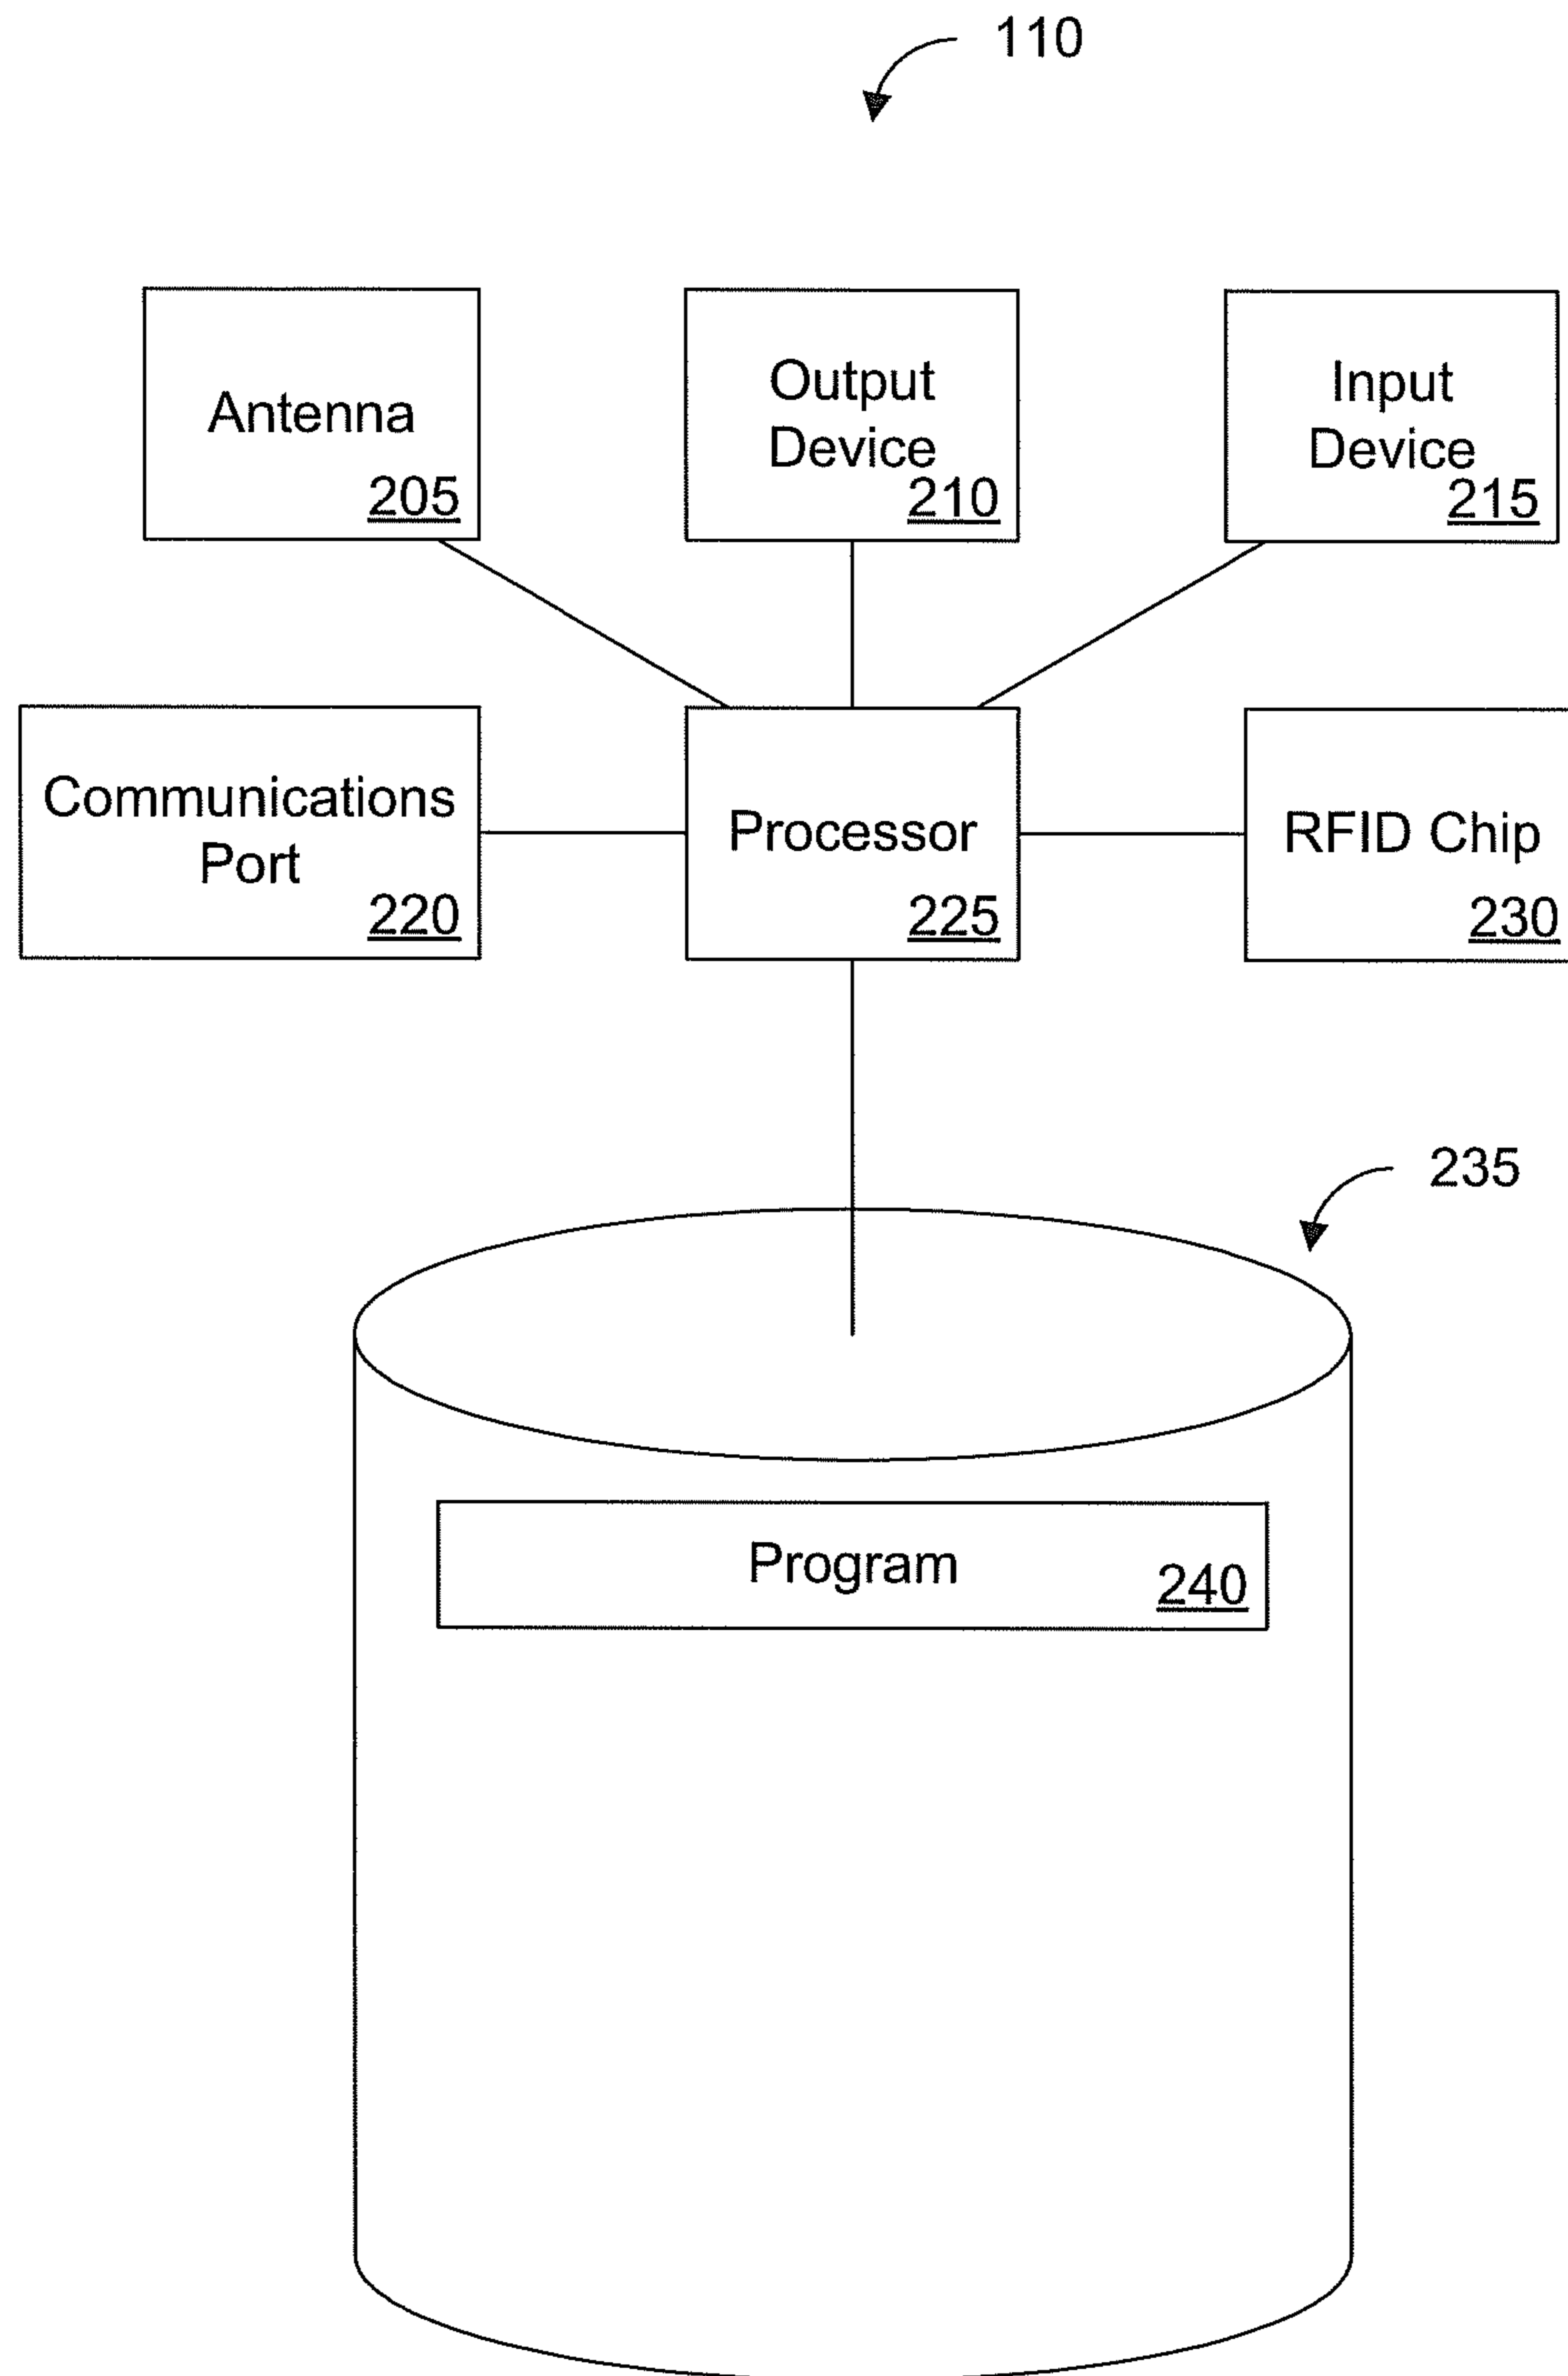 110
Antenna
205
Output
Device
210
Input
Device
215
Communications
Port
220
Processor
225
RFID Chip
230
235
Program
240